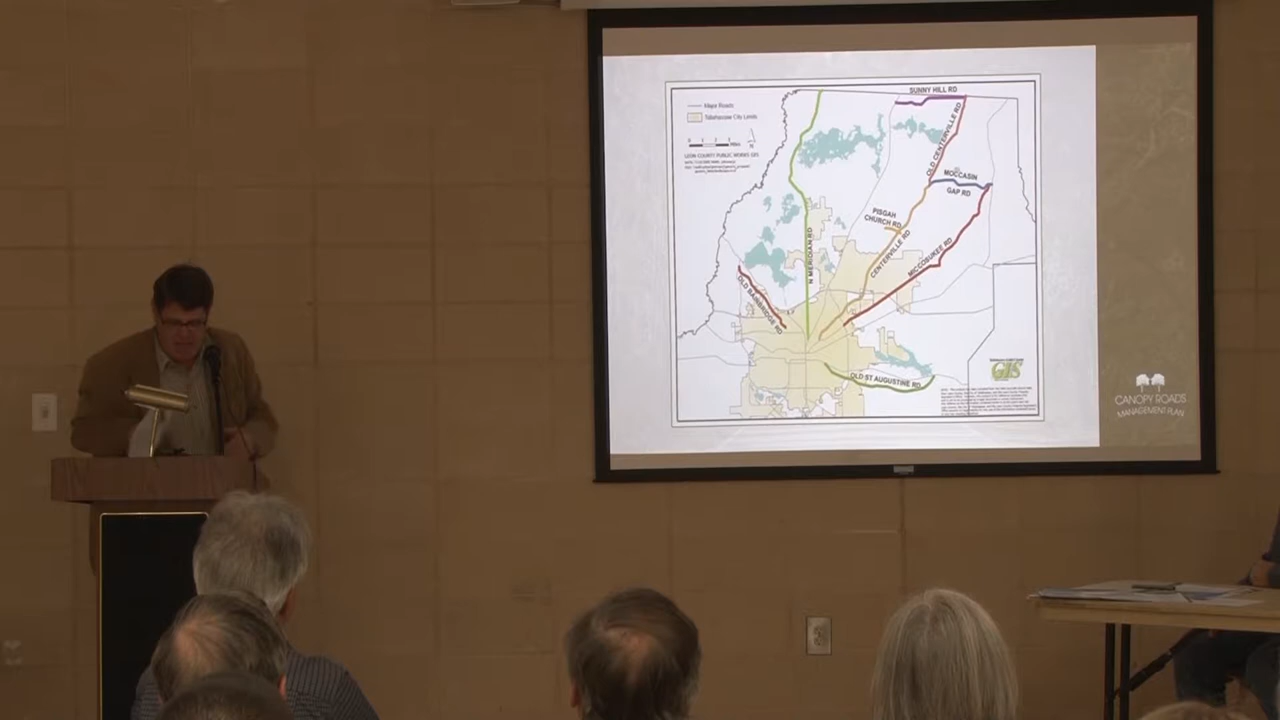 SUNNY HILL RD
Major Roads
Tallahassee City Limits
Miles
N
LEON COUNTY PUBLIC WORKS GIS
OLD CENTERVILLE RD
MOCCASIN
GAP RD
PISGAH
CHURCH RD
CENTERVILLE RD
MICCOSUKEE RD
N MERIDIAN RD
OLD BAINBRIDGE RD
OLD ST AUGUSTINE RD
GIS
CANOPY ROADS
MANAGEMENT PLAN